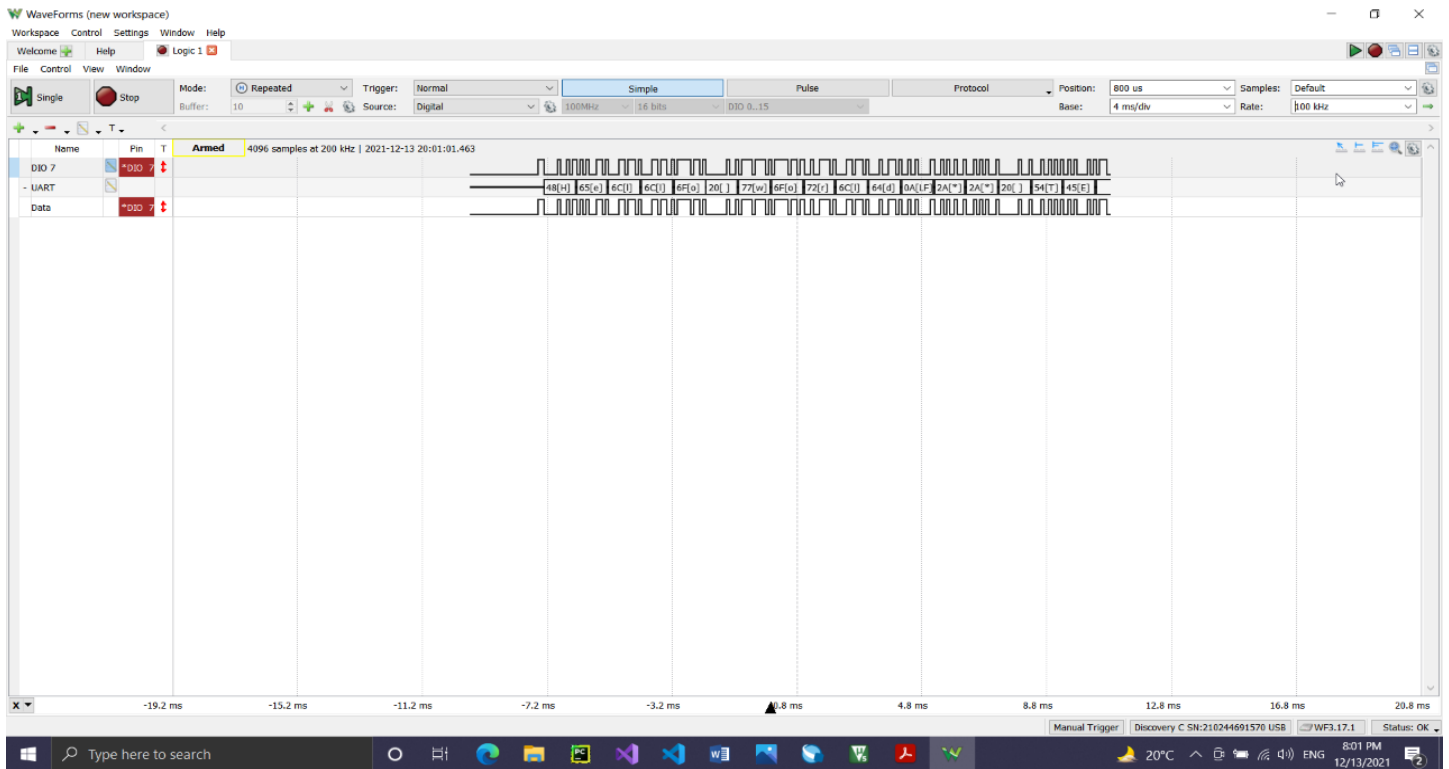 WaveForms (new workspace)
Workspace Control Settings Window Help
Welcome Help Logic 1
File Control View Window
Single Stop Mode: Repeated Trigger: Normal Simple Pulse Protocol Position: 800 us Samples: Default
Buffer: 10 Source: Digital 100MHz 16 bits DIO 0..15 Base: 4 ms/div Rate: 100 kHz
T
Name Pin T Armed 4096 samples at 200 kHz | 2021-12-13 20:01:01.463
DIO 7 *DIO 7
- UART 48[H] 65[e] 6C[l] 6C[l] 6F[o] 20[ ] 77[w] 6F[o] 72[r] 6C[l] 64[d] 0A[LF] 2A[*] 2A[*] 20[ ] 54[T] 45[E]
Data *DIO 7
X -19.2 ms -15.2 ms -11.2 ms -7.2 ms -3.2 ms 0.8 ms 4.8 ms 8.8 ms 12.8 ms 16.8 ms 20.8 ms
Manual Trigger Discovery C SN:210244691570 USB WF3.17.1 Status: OK
Type here to search 20°C ENG 8:01 PM
12/13/2021 2